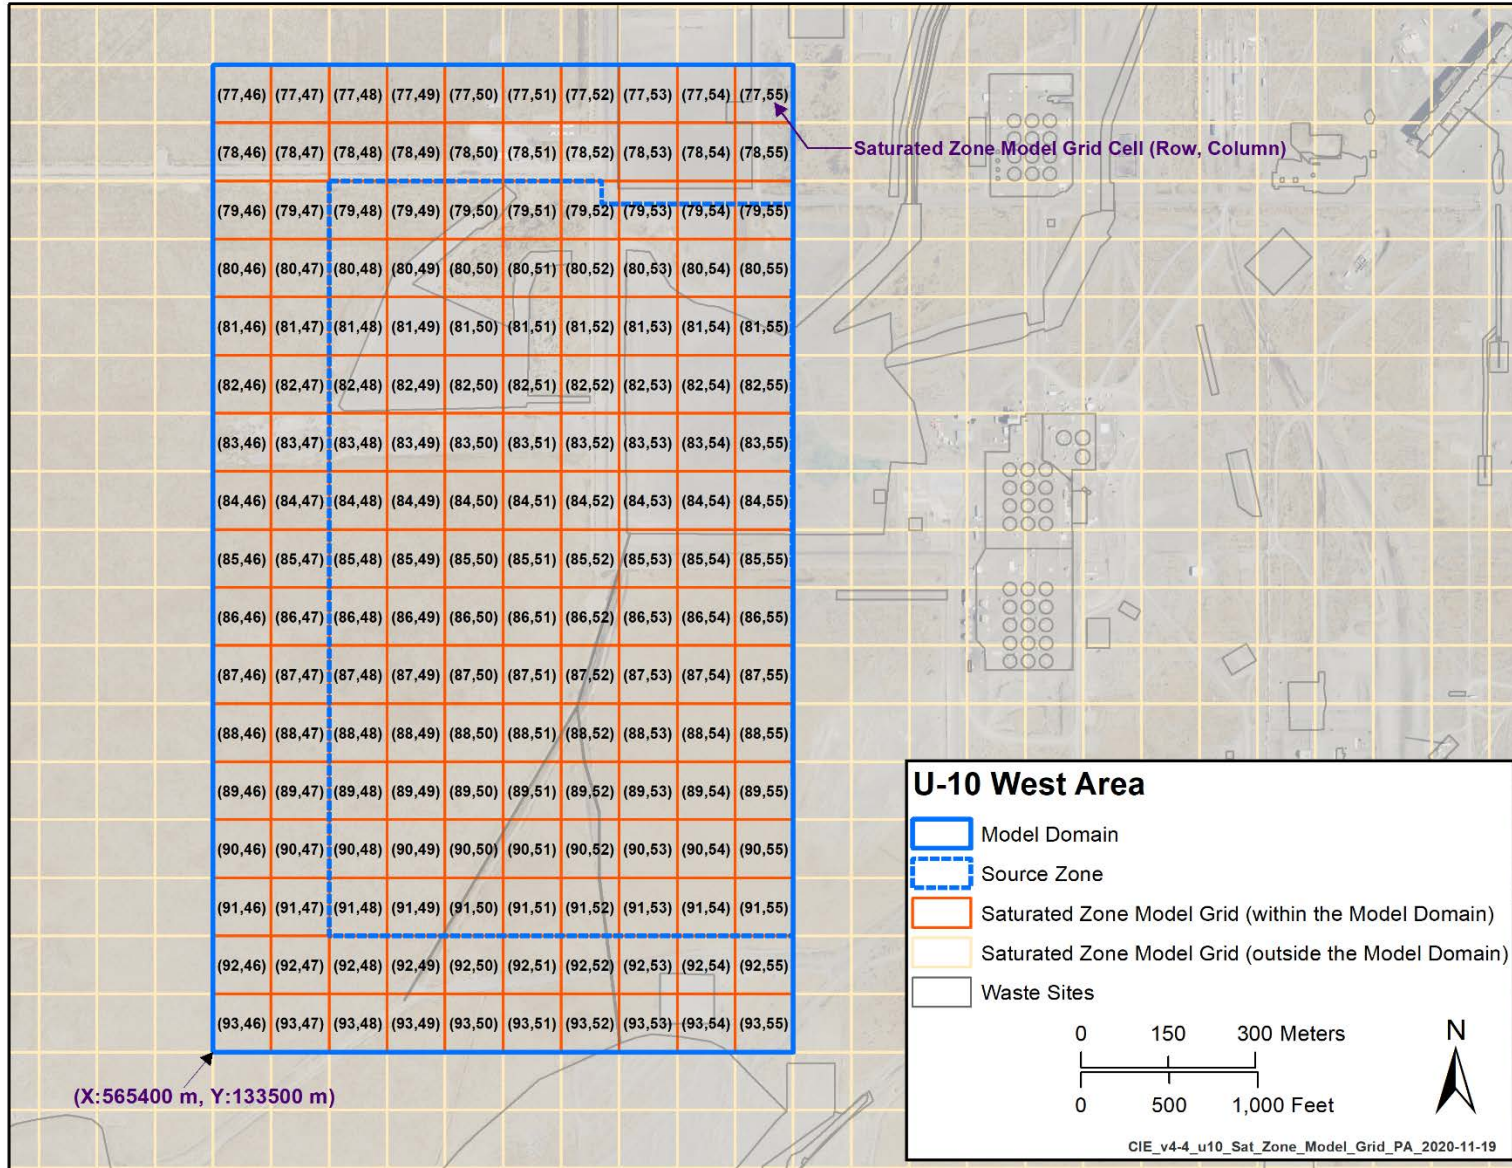 (77,46) (77,47) (77,48) (77,49) (77,50) (77,51) (77,52) (77,53) (77,54) (77,55)
(78,46) (78,47) (78,48) (78,49) (78,50) (78,51) (78,52) (78,53) (78,54) (78,55)
Saturated Zone Model Grid Cell (Row, Column)
(79,46) (79,47) (79,48) (79,49) (79,50) (79,51) (79,52) (79,53) (79,54) (79,55)
(80,46) (80,47) (80,48) (80,49) (80,50) (80,51) (80,52) (80,53) (80,54) (80,55)
(81,46) (81,47) (81,48) (81,49) (81,50) (81,51) (81,52) (81,53) (81,54) (81,55)
(82,46) (82,47) (82,48) (82,49) (82,50) (82,51) (82,52) (82,53) (82,54) (82,55)
(83,46) (83,47) (83,48) (83,49) (83,50) (83,51) (83,52) (83,53) (83,54) (83,55)
(84,46) (84,47) (84,48) (84,49) (84,50) (84,51) (84,52) (84,53) (84,54) (84,55)
(85,46) (85,47) (85,48) (85,49) (85,50) (85,51) (85,52) (85,53) (85,54) (85,55)
(86,46) (86,47) (86,48) (86,49) (86,50) (86,51) (86,52) (86,53) (86,54) (86,55)
(87,46) (87,47) (87,48) (87,49) (87,50) (87,51) (87,52) (87,53) (87,54) (87,55)
(88,46) (88,47) (88,48) (88,49) (88,50) (88,51) (88,52) (88,53) (88,54) (88,55)
(89,46) (89,47) (89,48) (89,49) (89,50) (89,51) (89,52) (89,53) (89,54) (89,55)
(90,46) (90,47) (90,48) (90,49) (90,50) (90,51) (90,52) (90,53) (90,54) (90,55)
(91,46) (91,47) (91,48) (91,49) (91,50) (91,51) (91,52) (91,53) (91,54) (91,55)
(92,46) (92,47) (92,48) (92,49) (92,50) (92,51) (92,52) (92,53) (92,54) (92,55)
(93,46) (93,47) (93,48) (93,49) (93,50) (93,51) (93,52) (93,53) (93,54) (93,55)
(X:565400 m, Y:133500 m)
U-10 West Area
Model Domain
Source Zone
Saturated Zone Model Grid (within the Model Domain)
Saturated Zone Model Grid (outside the Model Domain)
Waste Sites
0 150 300 Meters
0 500 1,000 Feet
N
CIE_v4-4_u10_Sat_Zone_Model_Grid_PA_2020-11-19